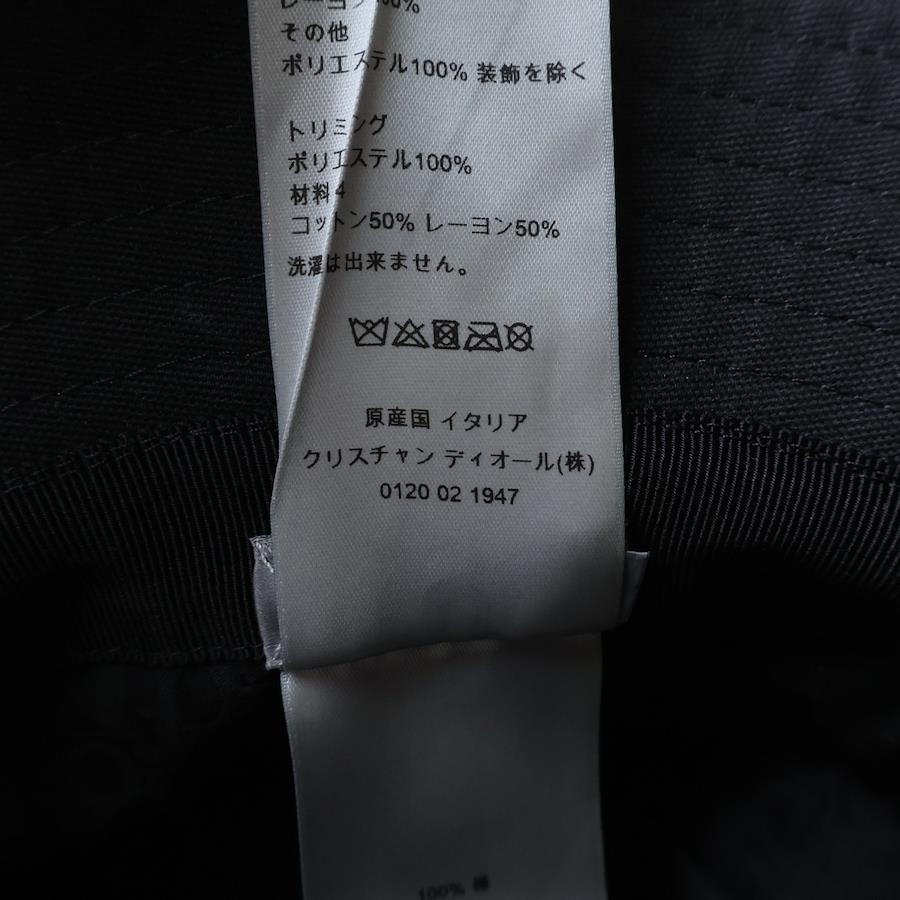 その他
ポリエステル100% 装飾を除く
トリミング
ポリエステル100%
材料4
コットン50% レーヨン50%
洗濯は出来ません。
原産国 イタリア
クリスチャン ディオール(株)
0120 02 1947
100% 棉